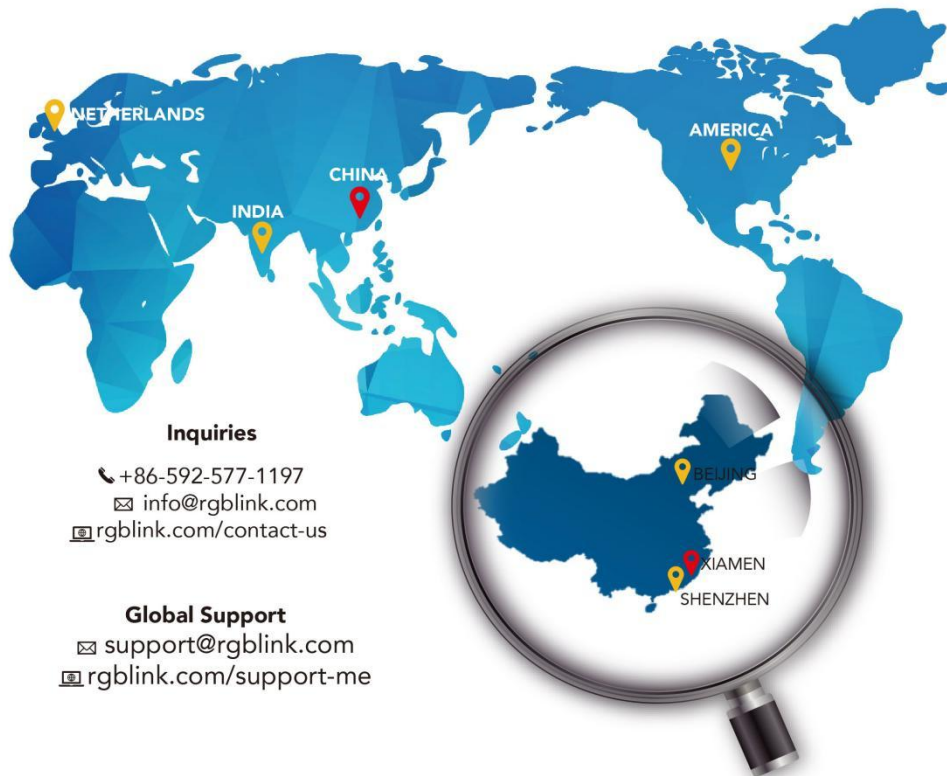 NETHERLANDS
AMERICA
CHINA
INDIA
Inquiries
+86-592-577-1197
info@rgblink.com
rgblink.com/contact-us
Global Support
support@rgblink.com
rgblink.com/support-me
BEIJING
XIAMEN
SHENZHEN